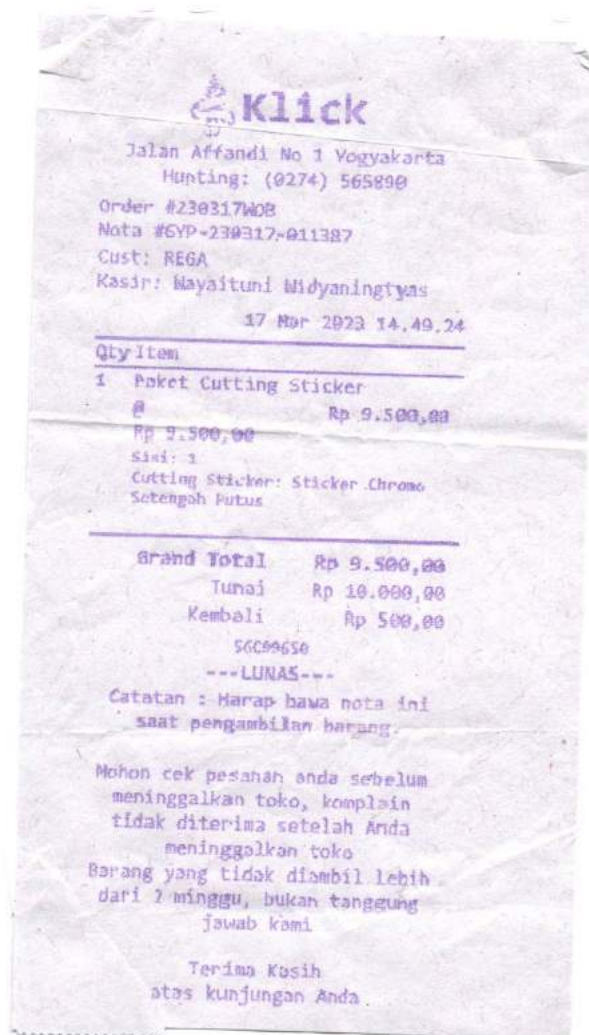 Klick
Jalan Affandi No 1 Yogyakarta
Hunting: (0274) 565890
Order #230317WOB
Nota #GYP-230317-011387
Cust: REGA
Kasir: Wayaituni Widyaningtyas
17 Mar 2023 14.49.24
Qty Item
1 Paket Cutting Sticker
@ Rp 9.500,00
Rp 9.500,00
Sisi: 1
Cutting Sticker: Sticker Chromo
Setengah Putus
Grand Total Rp 9.500,00
Tunai Rp 10.000,00
Kembali Rp 500,00
---LUNAS---
Catatan : Harap bawa nota ini
saat pengambilan barang.
Mohon cek pesanan anda sebelum
meninggalkan toko, komplain
tidak diterima setelah Anda
meninggalkan toko
Barang yang tidak diambil lebih
dari 2 minggu, bukan tanggung
jawab kami
Terima Kasih
atas kunjungan Anda